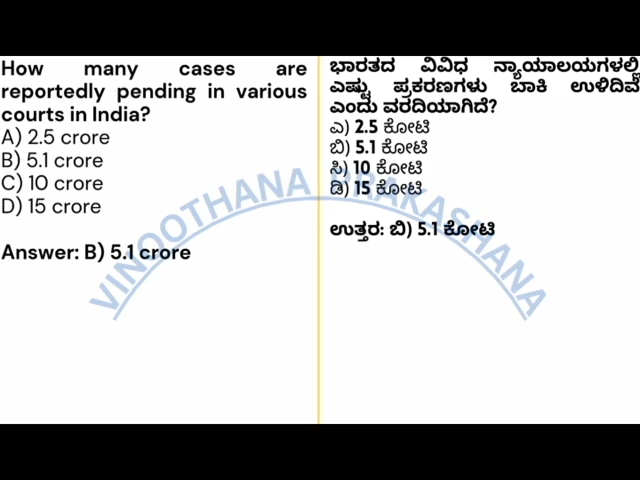 How many cases are
reportedly pending in various
courts in India?
A) 2.5 crore
B) 5.1 crore
C) 10 crore
D) 15 crore
Answer: B) 5.1 crore
ಭಾರತದ ವಿವಿಧ ನ್ಯಾಯಾಲಯಗಳಲ್ಲಿ
ಎಷ್ಟು ಪ್ರಕರಣಗಳು ಬಾಕಿ ಉಳಿದಿವೆ
ಎಂದು ವರದಿಯಾಗಿದೆ?
ಎ) 2.5 ಕೋಟಿ
ಬಿ) 5.1 ಕೋಟಿ
ಸಿ) 10 ಕೋಟಿ
ಡಿ) 15 ಕೋಟಿ
ಉತ್ತರ: ಬಿ) 5.1 ಕೋಟಿ
VINOOTHANA PRAKASHANA